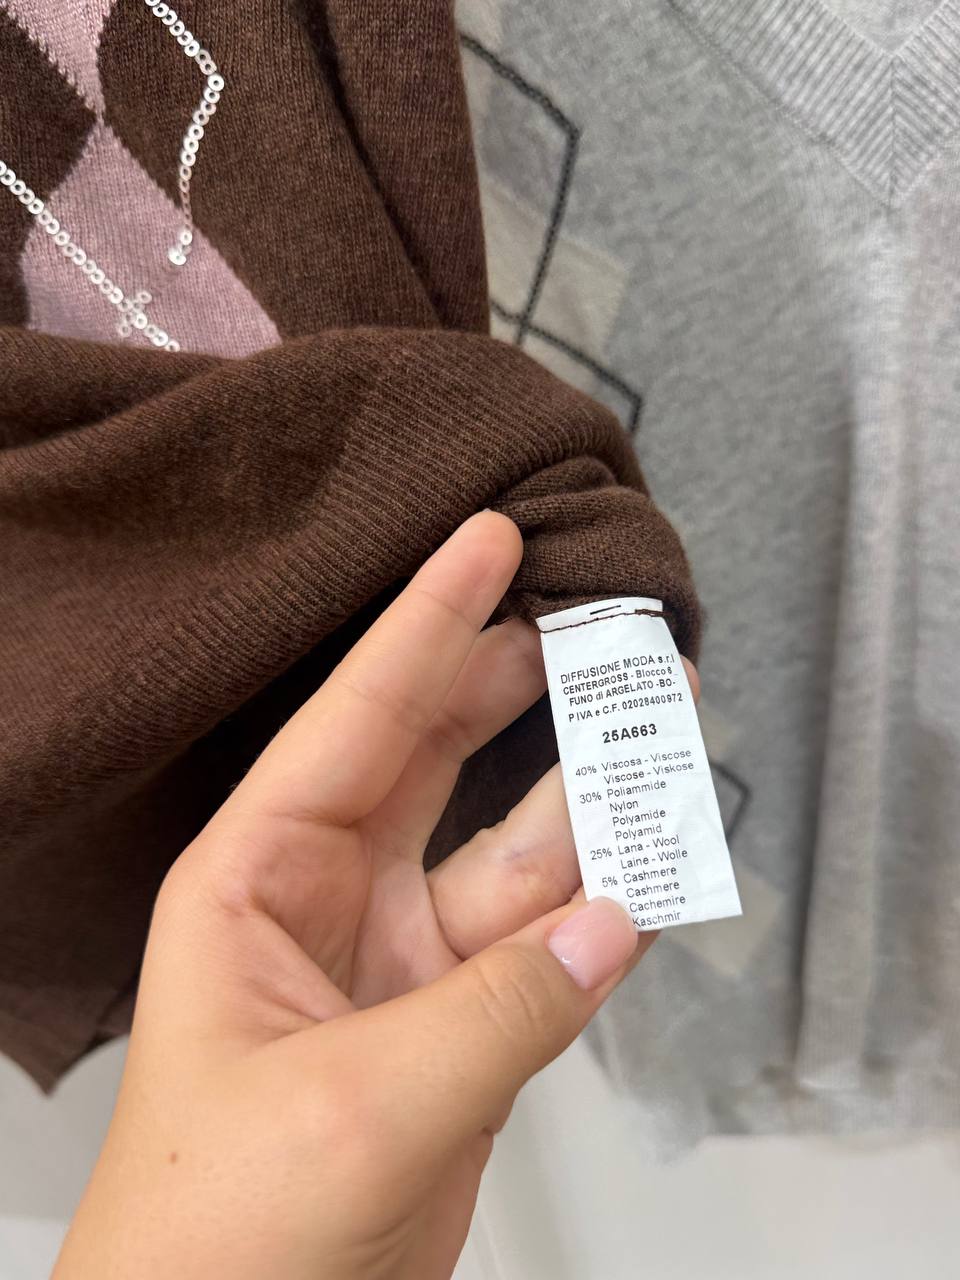 DIFFUSIONE MODA s.r.l
CENTERGROSS - Blocco 6_
FUNO di ARGELATO -BO-
P IVA e C.F. 02028400972
25A663
40% Viscosa - Viscose
Viscose - Viskose
30% Poliammide
Nylon
Polyamide
Polyamid
25% Lana - Wool
Laine - Wolle
5% Cashmere
Cashmere
Cachemire
Kaschmir